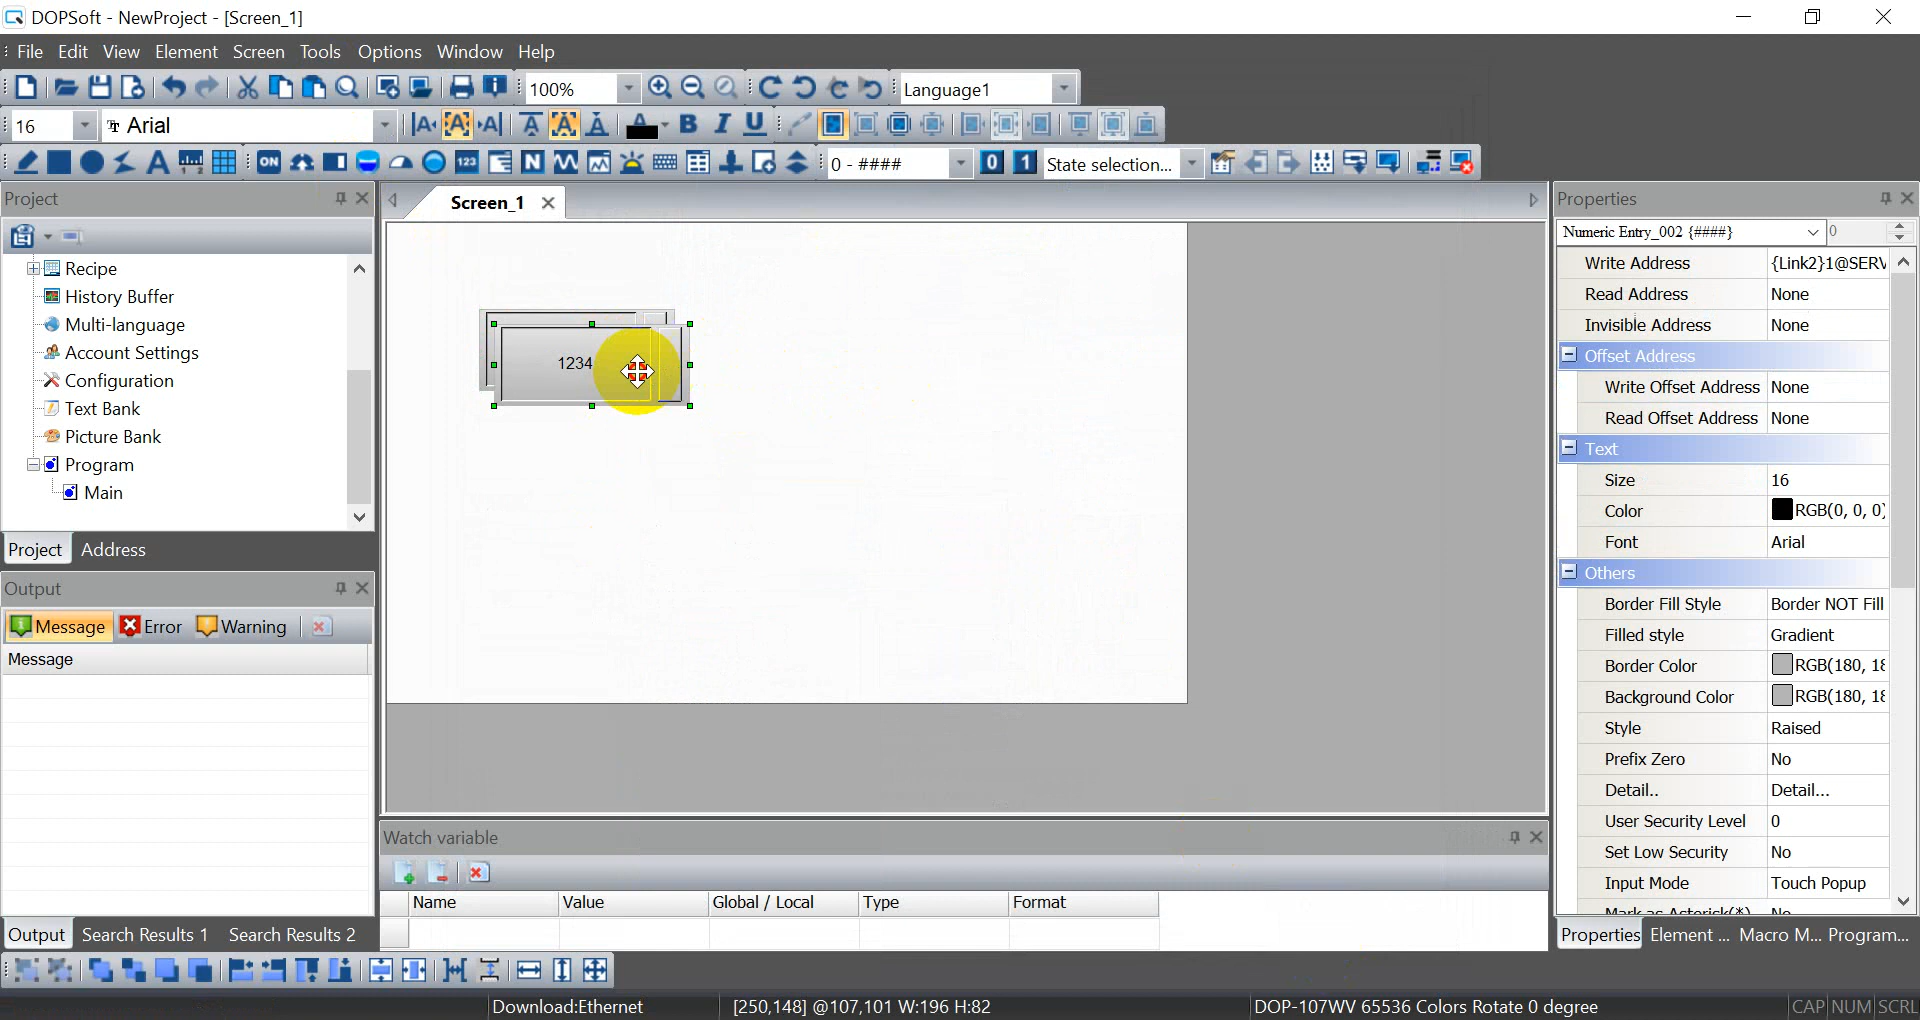 DOPSoft - NewProject - [Screen_1]
File Edit View Element Screen Tools Options Window Help
100% Language1
16 Arial
0 - #### State selection...
Project
Screen_1
Properties
Numeric Entry_002 {####} 0
Recipe
History Buffer
Multi-language
Account Settings
Configuration
Text Bank
Picture Bank
Program
Main
Project Address
1234
Write Address {Link2}1@SERV
Read Address None
Invisible Address None
Offset Address
Write Offset Address None
Read Offset Address None
Text
Size 16
Color RGB(0, 0, 0)
Font Arial
Others
Border Fill Style Border NOT Fill
Filled style Gradient
Border Color RGB(180, 18
Background Color RGB(180, 18
Style Raised
Prefix Zero No
Detail.. Detail...
User Security Level 0
Set Low Security No
Input Mode Touch Popup
Mark as Asterisk(*) No
Properties Element ... Macro M... Program...
Output
Message Error Warning
Message
Output Search Results 1 Search Results 2
Watch variable
Name Value Global / Local Type Format
Download:Ethernet [250,148] @107,101 W:196 H:82 DOP-107WV 65536 Colors Rotate 0 degree CAP NUM SCRL